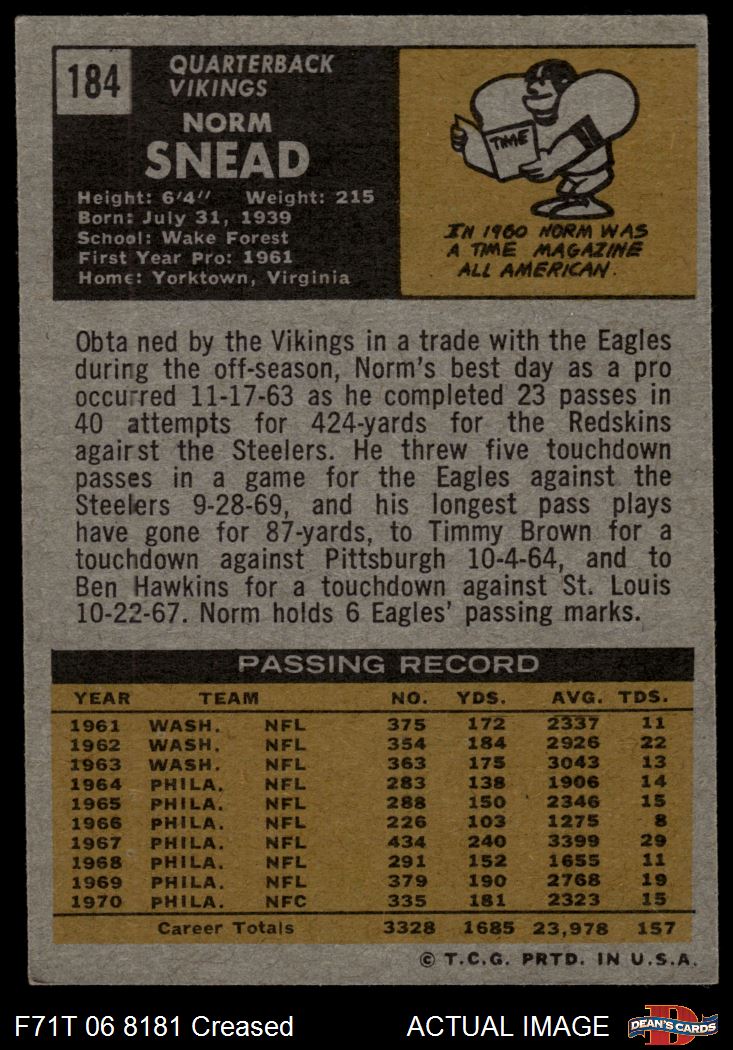 184
QUARTERBACK
VIKINGS
NORM
SNEAD
Height: 6'4" Weight: 215
Born: July 31, 1939
School: Wake Forest
First Year Pro: 1961
Home: Yorktown, Virginia
TIME
IN 1960 NORM WAS
A TIME MAGAZINE
ALL AMERICAN.
Obta ned by the Vikings in a trade with the Eagles
during the off-season, Norm's best day as a pro
occurred 11-17-63 as he completed 23 passes in
40 attempts for 424-yards for the Redskins
against the Steelers. He threw five touchdown
passes in a game for the Eagles against the
Steelers 9-28-69, and his longest pass plays
have gone for 87-yards, to Timmy Brown for a
touchdown against Pittsburgh 10-4-64, and to
Ben Hawkins for a touchdown against St. Louis
10-22-67. Norm holds 6 Eagles' passing marks.
PASSING RECORD
YEAR TEAM NO. YDS. AVG. TDS.
1961 WASH. NFL 375 172 2337 11
1962 WASH. NFL 354 184 2926 22
1963 WASH. NFL 363 175 3043 13
1964 PHILA. NFL 283 138 1906 14
1965 PHILA. NFL 288 150 2346 15
1966 PHILA. NFL 226 103 1275 8
1967 PHILA. NFL 434 240 3399 29
1968 PHILA. NFL 291 152 1655 11
1969 PHILA. NFL 379 190 2768 19
1970 PHILA. NFC 335 181 2323 15
Career Totals 3328 1685 23,978 157
© T.C.G. PRTD. IN U.S.A.
F71T 06 8181 Creased ACTUAL IMAGE D DEAN'S CARDS